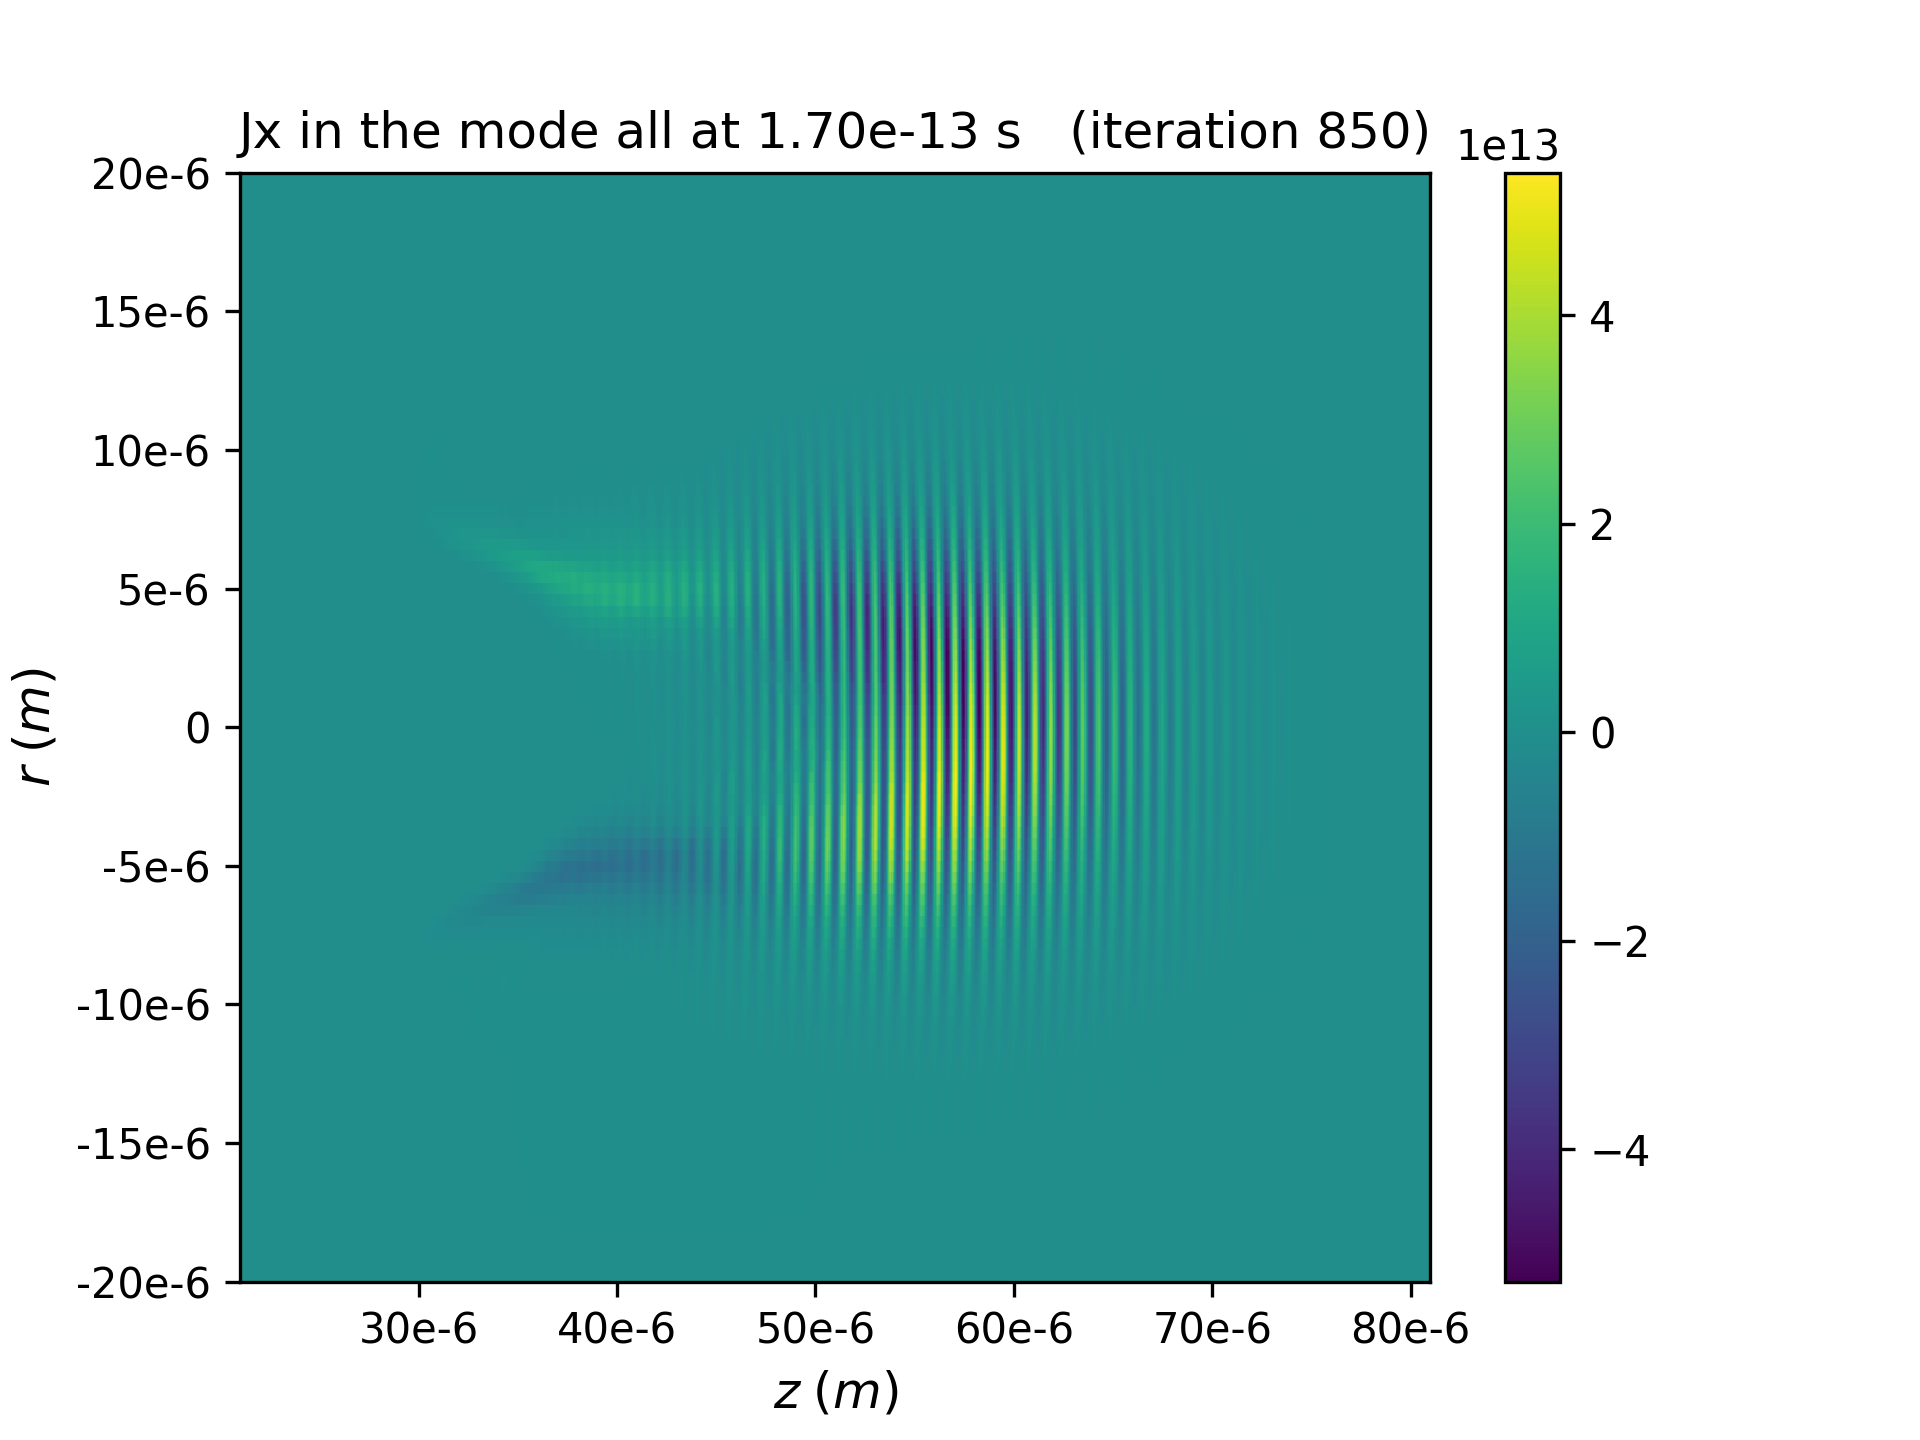 Jx in the mode all at 1.70e-13 s (iteration 850)
1e13
20e-6
15e-6
10e-6
5e-6
0
-5e-6
-10e-6
-15e-6
-20e-6
r (m)
30e-6 40e-6 50e-6 60e-6 70e-6 80e-6
z (m)
4
2
0
−2
−4